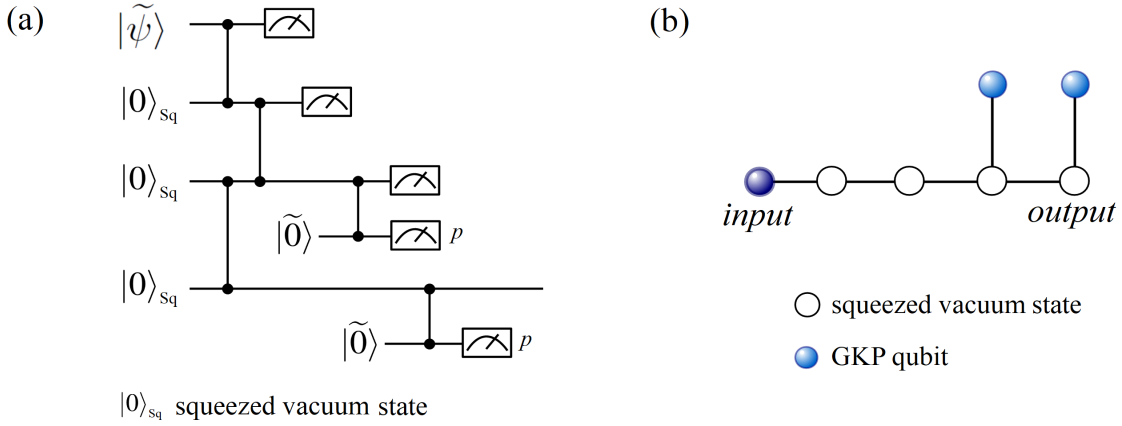 (a)
|ψ̃⟩
|0⟩Sq
|0⟩Sq
|0̃⟩ p
|0⟩Sq
|0̃⟩ p
|0⟩Sq squeezed vacuum state
(b)
input output
squeezed vacuum state
GKP qubit